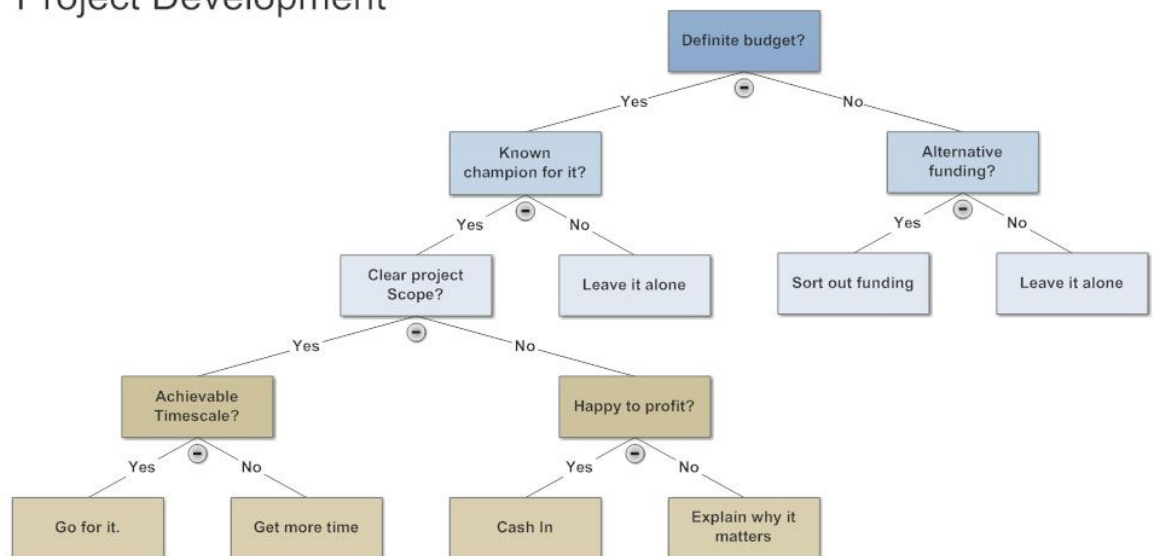 Project Development
Definite budget?
Yes
No
Known
champion for it?
Alternative
funding?
Yes
No
Yes
No
Clear project
Scope?
Leave it alone
Sort out funding
Leave it alone
Yes
No
Achievable
Timescale?
Happy to profit?
Yes
No
Yes
No
Go for it.
Get more time
Cash In
Explain why it
matters